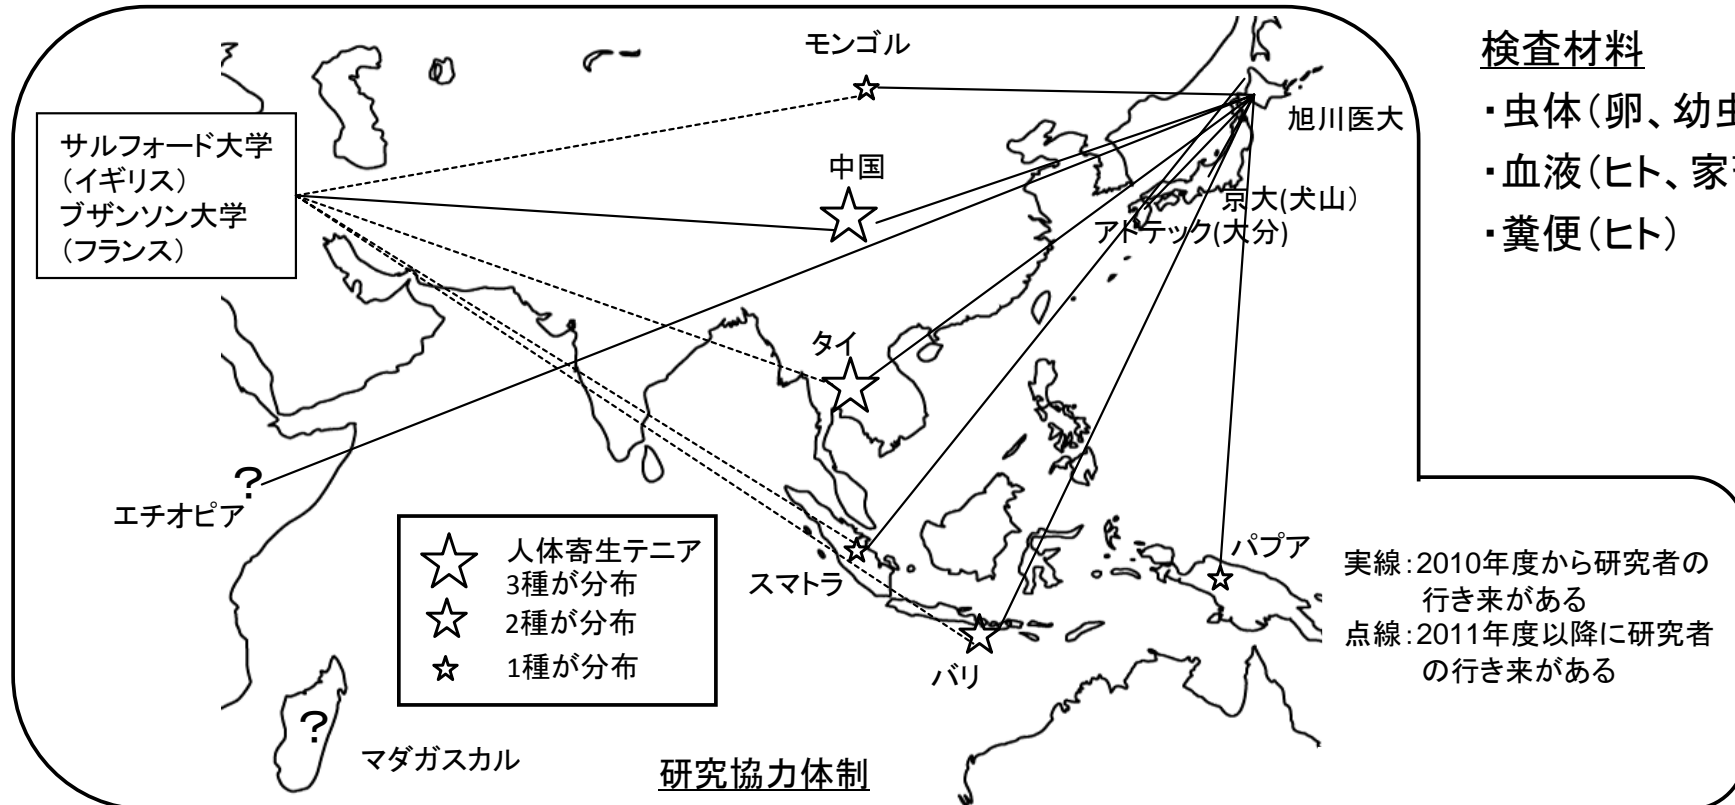 モンゴル
検査材料
・虫体（卵、幼虫
・血液（ヒト、家
・糞便（ヒト）
旭川医大
サルフォード大学
（イギリス）
ブザンソン大学
（フランス）
中国
京大(犬山）
アドテック(大分)
タイ
？
エチオピア
人体寄生テニア
3種が分布
2種が分布
1種が分布
スマトラ
パプア
バリ
実線：2010年度から研究者の
行き来がある
点線：2011年度以降に研究者
の行き来がある
？
マダガスカル
研究協力体制